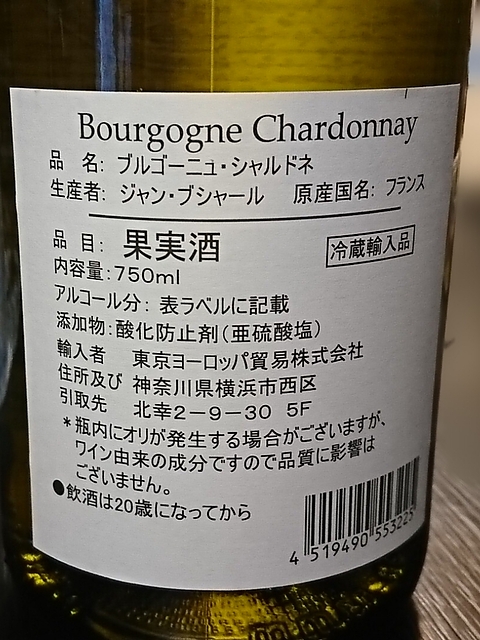 Bourgogne Chardonnay
品 名: ブルゴーニュ・シャルドネ
生産者: ジャン・ブシャール 原産国名: フランス
品 目: 果実酒 冷蔵輸入品
内容量:750ml
アルコール分: 表ラベルに記載
添加物:酸化防止剤(亜硫酸塩)
輸入者 東京ヨーロッパ貿易株式会社
住所及び 神奈川県横浜市西区
引取先 北幸2-9-30 5F
*瓶内にオリが発生する場合がございますが、
ワイン由来の成分ですので品質に影響は
ございません。
●飲酒は20歳になってから
4 519490 553225